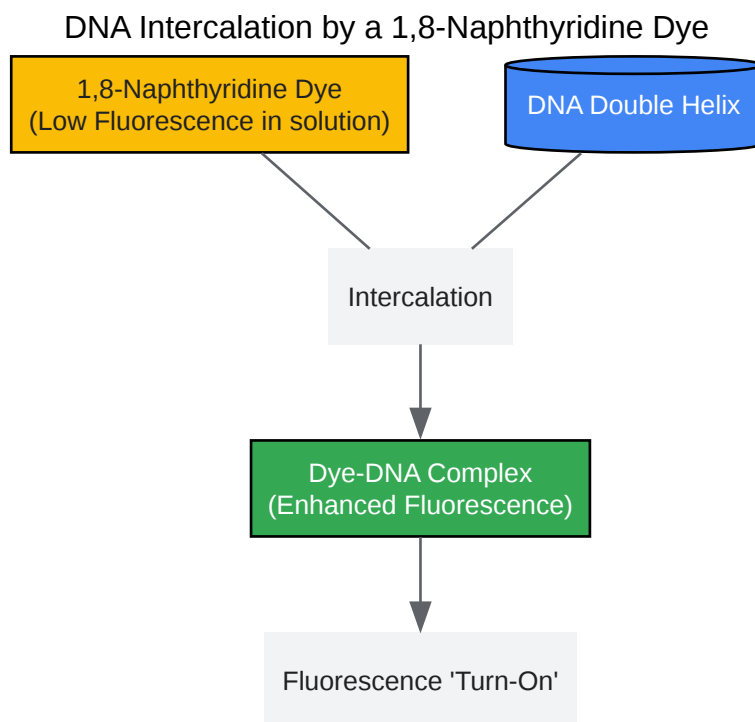 DNA Intercalation by a 1,8-Naphthyridine Dye
1,8-Naphthyridine Dye
(Low Fluorescence in solution)
DNA Double Helix
Intercalation
Dye-DNA Complex
(Enhanced Fluorescence)
Fluorescence 'Turn-On'